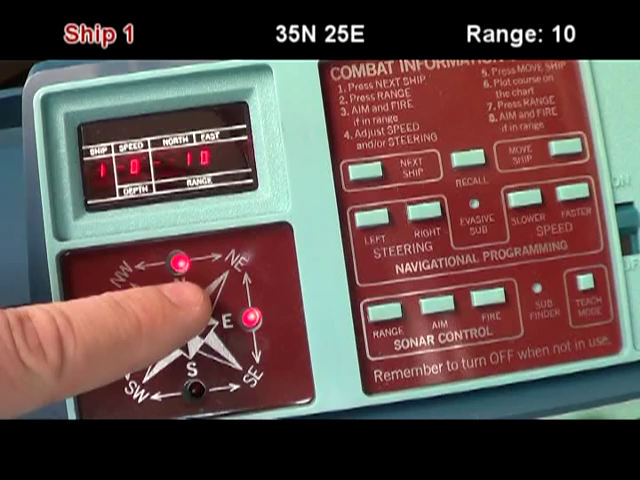 Ship 1 35N 25E Range: 10
COMBAT INFORMATION
1. Press NEXT SHIP
2. Press RANGE
3. AIM and FIRE
if in range
4. Adjust SPEED
and/or STEERING
5. Press MOVE SHIP
6. Plot course on
the chart
7. Press RANGE
8. AIM and FIRE
if in range
SHIP SPEED NORTH EAST
1 0 - 10
DEPTH RANGE
NEXT
SHIP
RECALL
MOVE
SHIP
LEFT RIGHT
STEERING
EVASIVE
SUB
SLOWER FASTER
SPEED
NAVIGATIONAL PROGRAMMING
RANGE AIM FIRE
SONAR CONTROL
SUB
FINDER
TEACH
MODE
Remember to turn OFF when not in use.
NW NE
E
S
SW SE